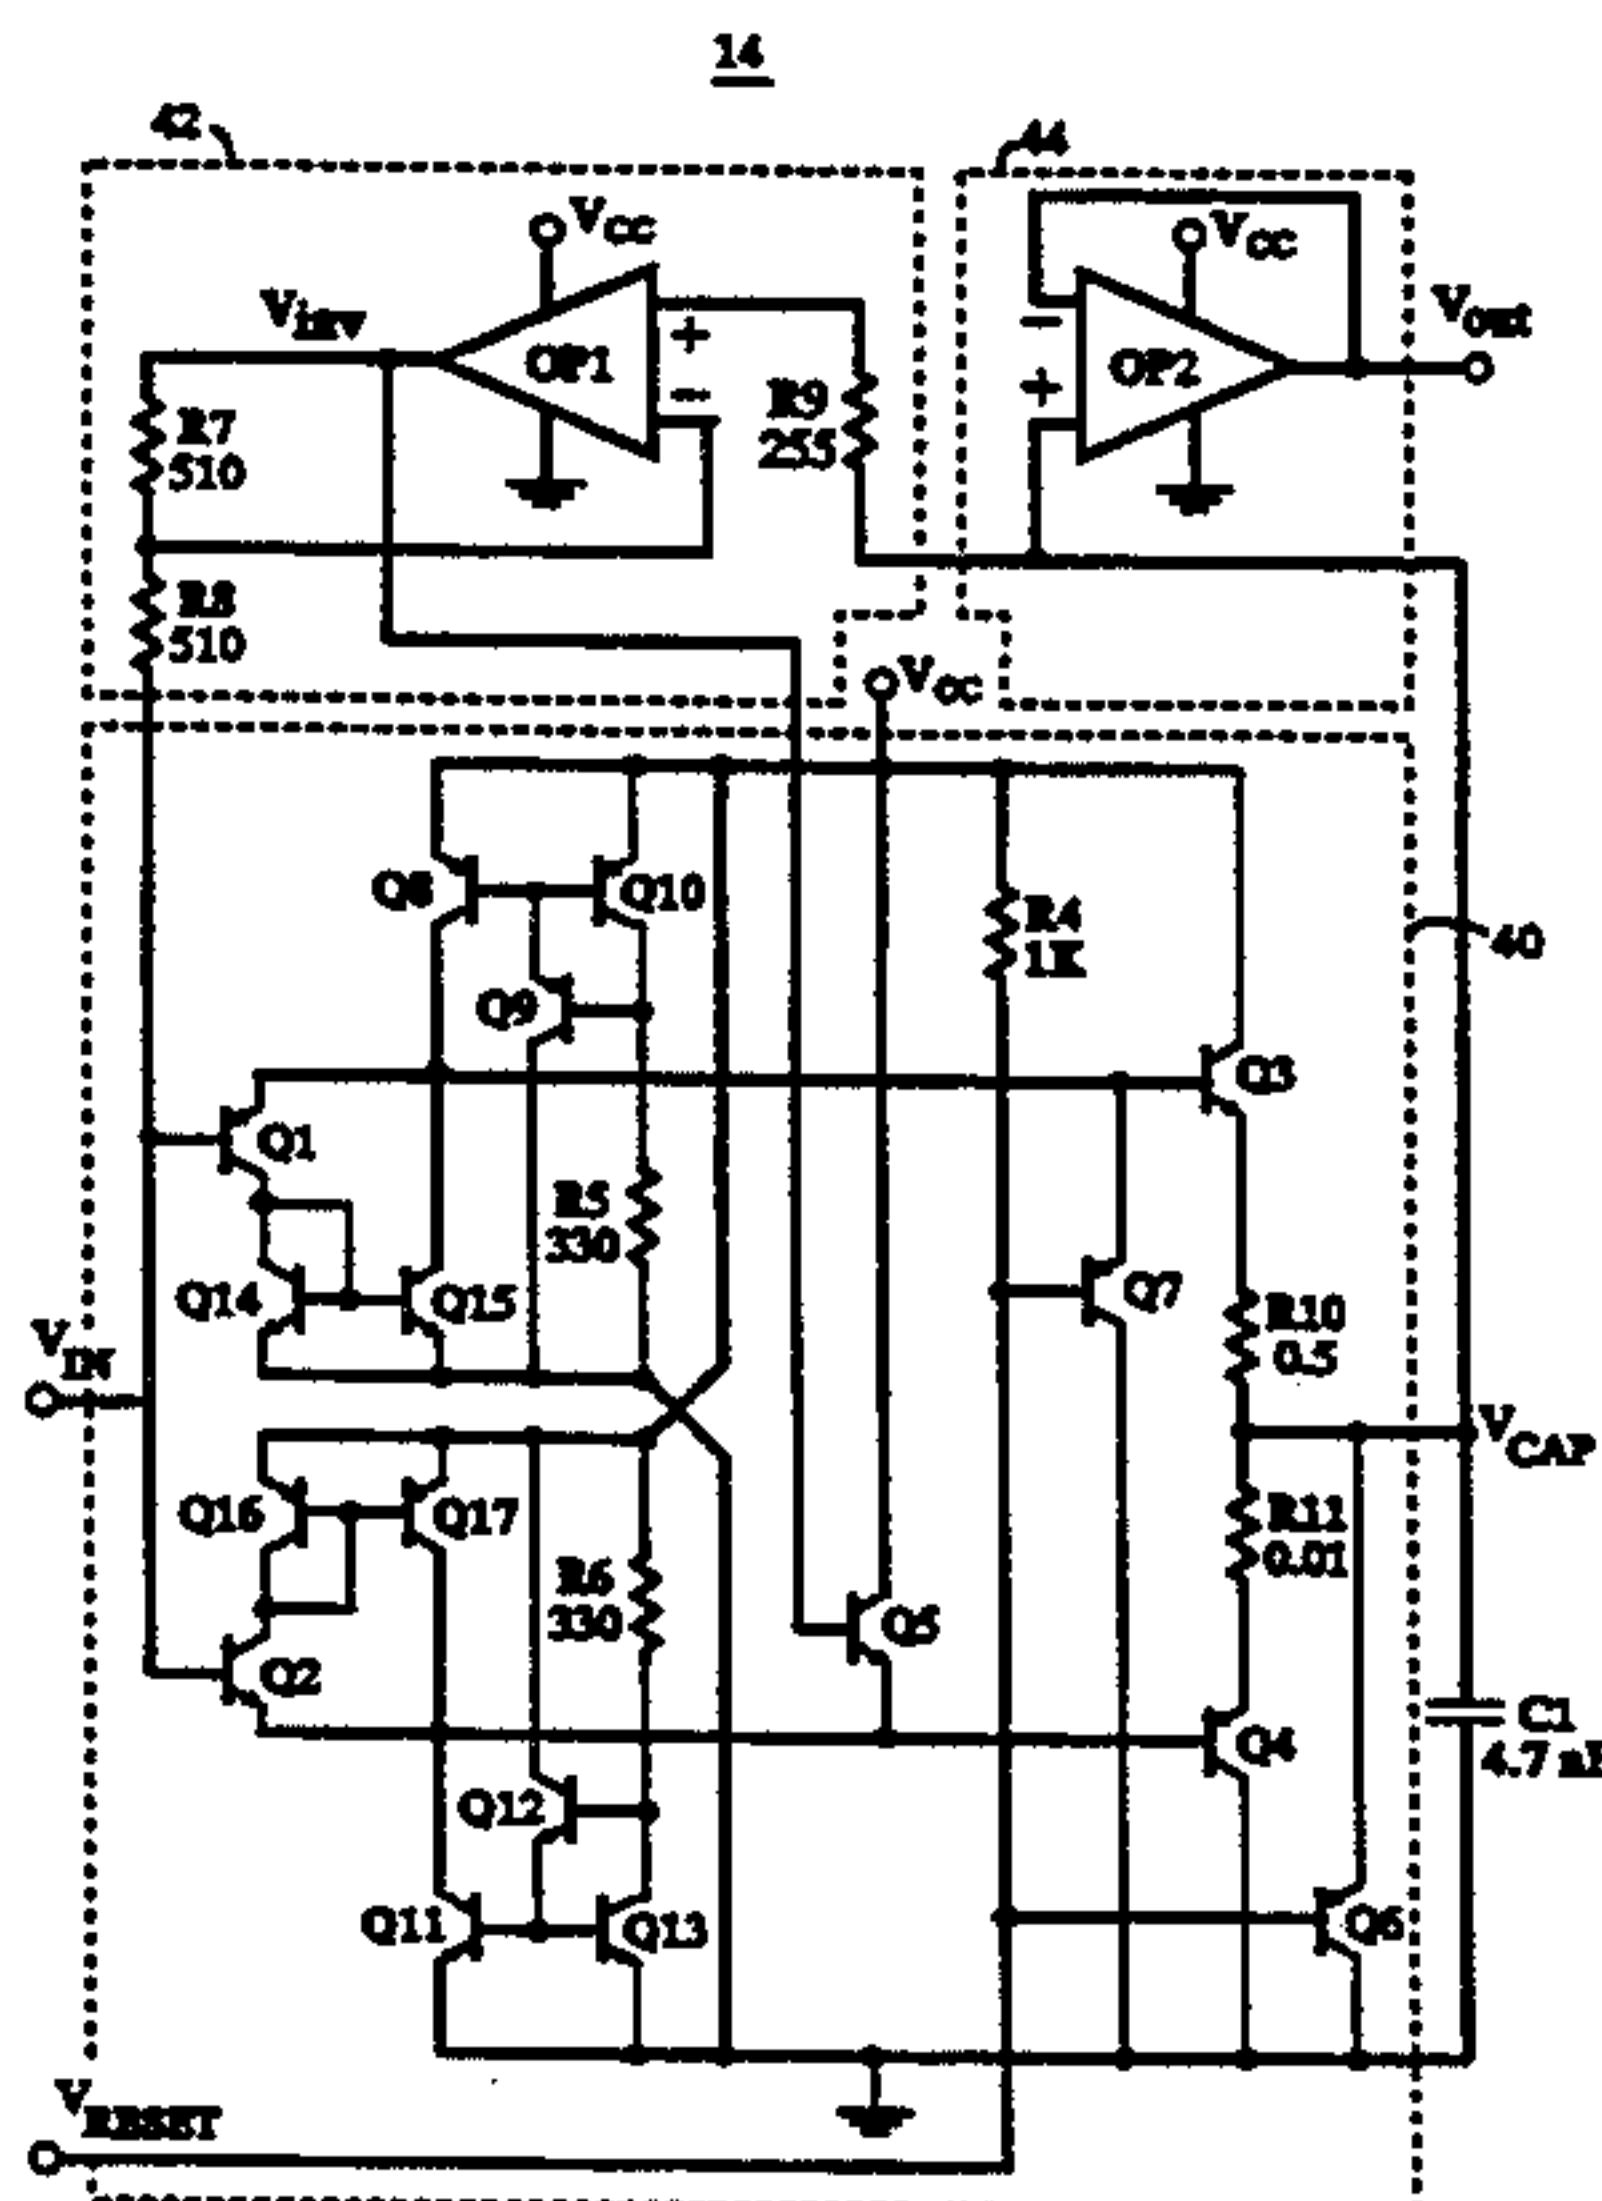 14
42
44
VCC
VCC
Vinv
Vout
OP1
+
−
−
+
OP2
R7
510
R9
255
R8
510
VCC
Q8
Q10
R4
1K
40
Q9
Q3
Q1
R5
330
Q14
Q15
Q7
R10
0.5
VIN
VCAP
Q16
Q17
R11
0.01
R6
330
Q5
Q2
C1
Q4
4.7
Q12
Q11
Q13
Q6
VRESET